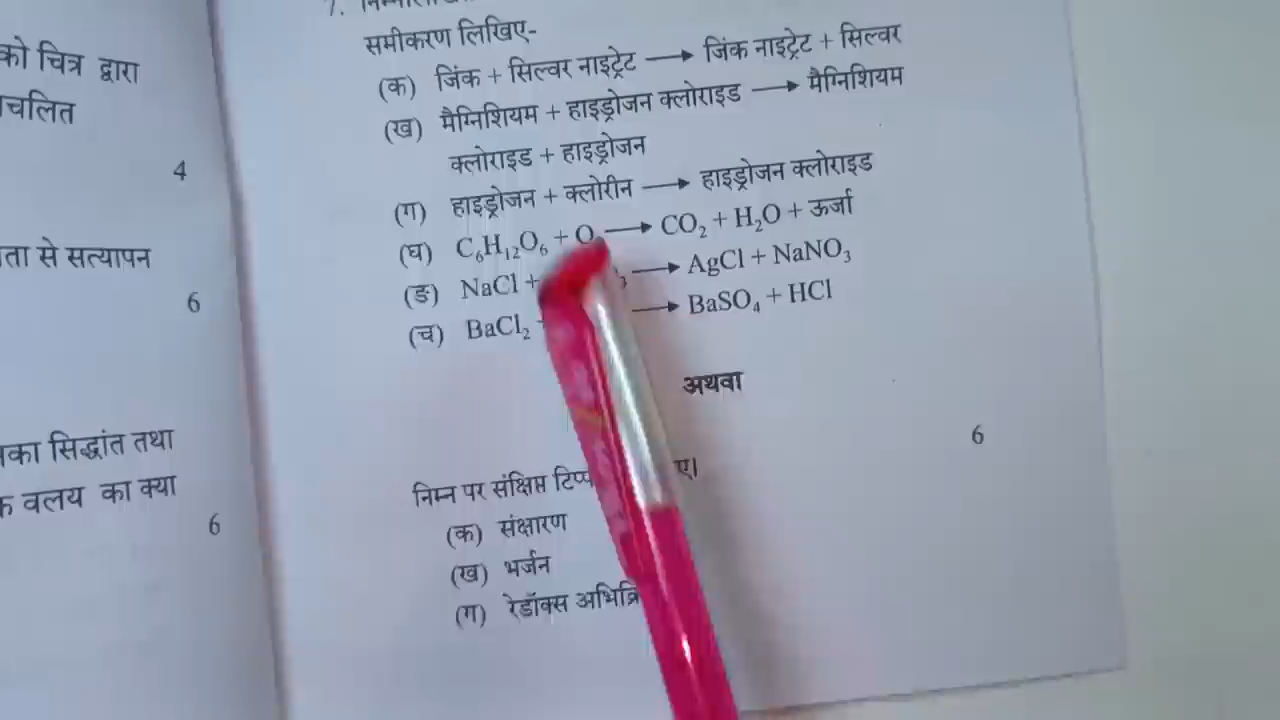 को चित्र द्वारा
चलित
4
ता से सत्यापन
6
का सिद्धांत तथा
वलय का क्या
6
7.
समीकरण लिखिए-
(क) जिंक + सिल्वर नाइट्रेट ⟶ जिंक नाइट्रेट + सिल्वर
(ख) मैग्निशियम + हाइड्रोजन क्लोराइड ⟶ मैग्निशियम
क्लोराइड + हाइड्रोजन
(ग) हाइड्रोजन + क्लोरीन ⟶ हाइड्रोजन क्लोराइड
(घ) C₆H₁₂O₆ + O ⟶ CO₂ + H₂O + ऊर्जा
(ङ) NaCl + ₃ ⟶ AgCl + NaNO₃
(च) BaCl₂ ⟶ BaSO₄ + HCl
अथवा
6
निम्न पर संक्षिप्त
(क) संक्षारण
(ख) भर्जन
(ग) रेडॉक्स